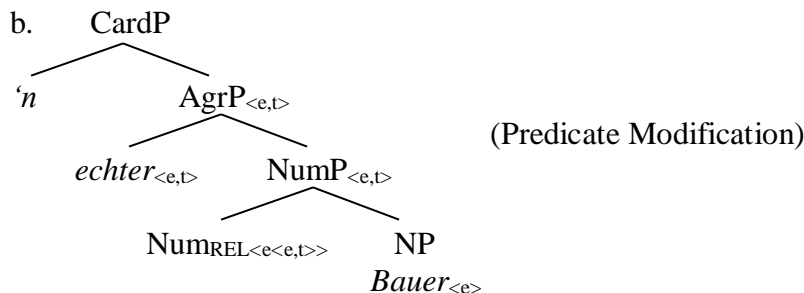 b. CardP
‘n AgrP<e,t>
echter<e,t> NumP<e,t> (Predicate Modification)
NumREL<e<e,t>> NP
Bauer<e>